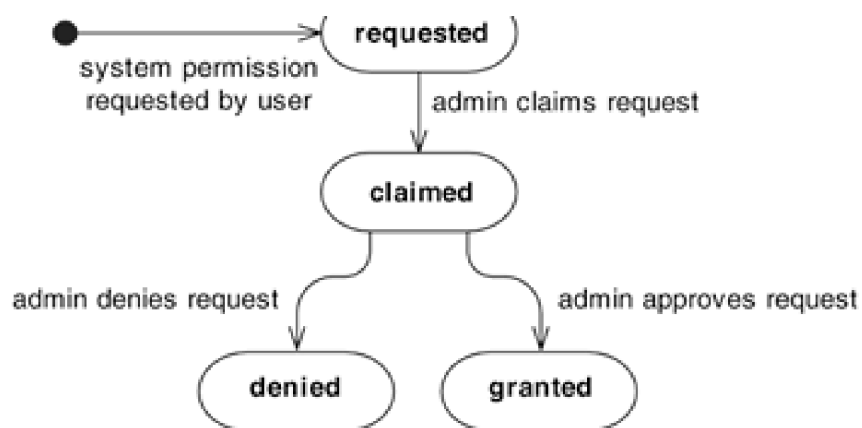 requested
system permission
requested by user
admin claims request
claimed
admin denies request
admin approves request
denied
granted